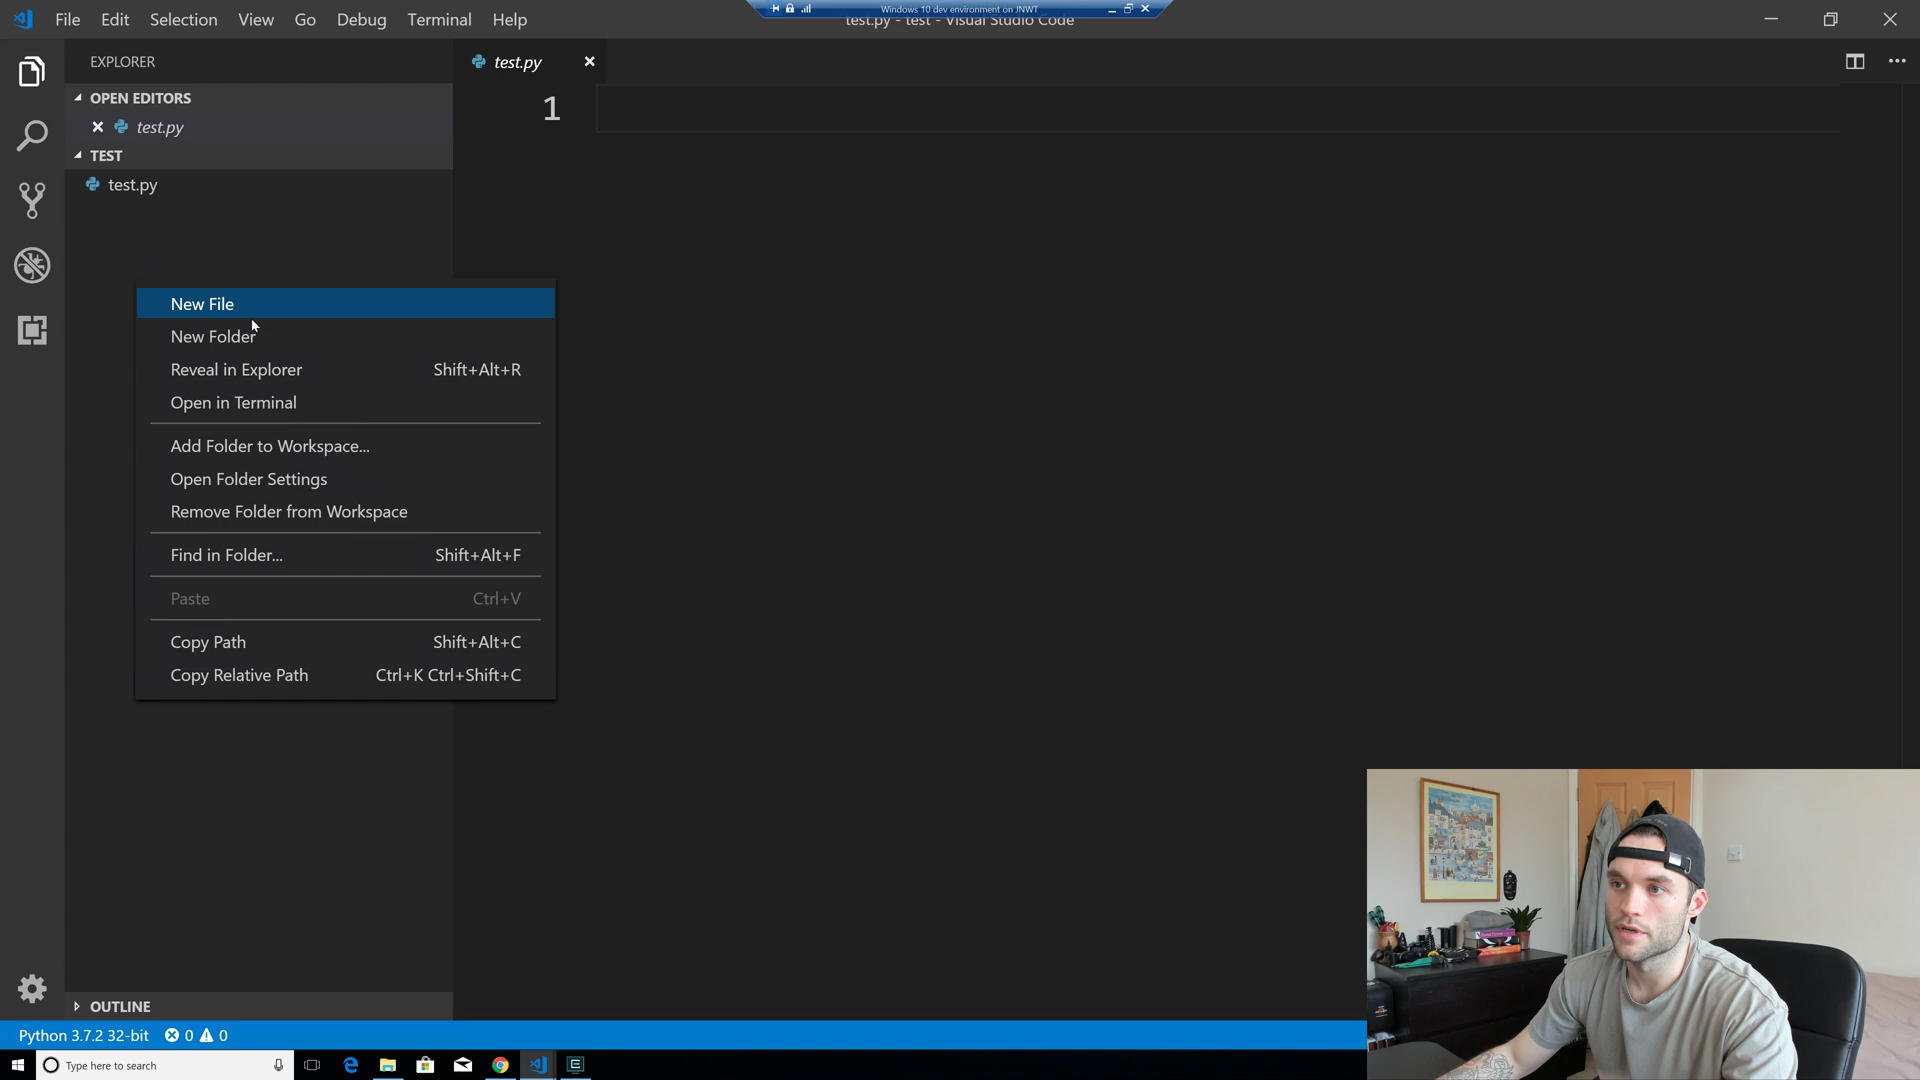 File Edit Selection View Go Debug Terminal Help
Windows 10 dev environment on JNWT
test.py - test - Visual Studio Code
EXPLORER
test.py
OPEN EDITORS
test.py
TEST
test.py
1
New File
New Folder
Reveal in Explorer Shift+Alt+R
Open in Terminal
Add Folder to Workspace...
Open Folder Settings
Remove Folder from Workspace
Find in Folder... Shift+Alt+F
Paste Ctrl+V
Copy Path Shift+Alt+C
Copy Relative Path Ctrl+K Ctrl+Shift+C
OUTLINE
Python 3.7.2 32-bit 0 0
Type here to search